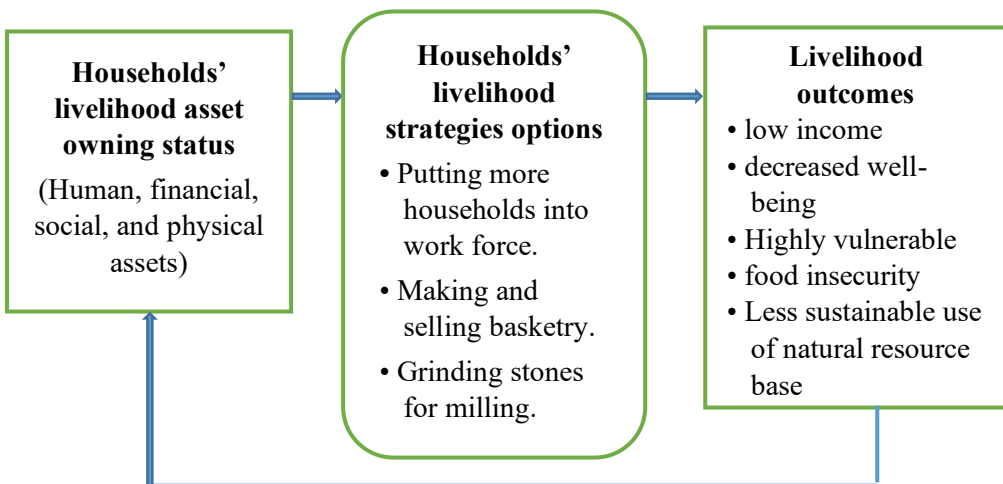 Households’
livelihood asset
owning status
(Human, financial,
social, and physical
assets)
Households’
livelihood
strategies options
• Putting more
households into
work force.
• Making and
selling basketry.
• Grinding stones
for milling.
Livelihood
outcomes
• low income
• decreased well-
being
• Highly vulnerable
• food insecurity
• Less sustainable use
of natural resource
base